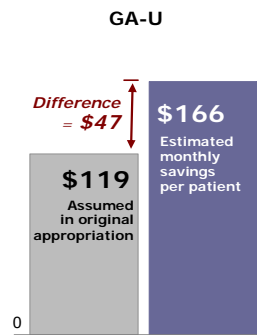 GA-U
Difference
= $47
$166
Estimated
monthly
savings
per patient
$119
Assumed
in original
appropriation
0